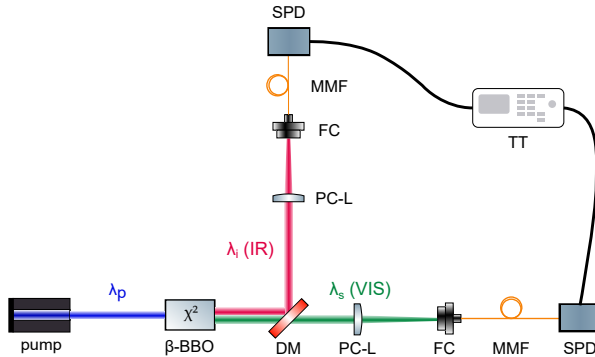 SPD
MMF
FC
TT
PC-L
λi (IR)
λp
λs (VIS)
χ²
pump
β-BBO
DM
PC-L
FC
MMF
SPD